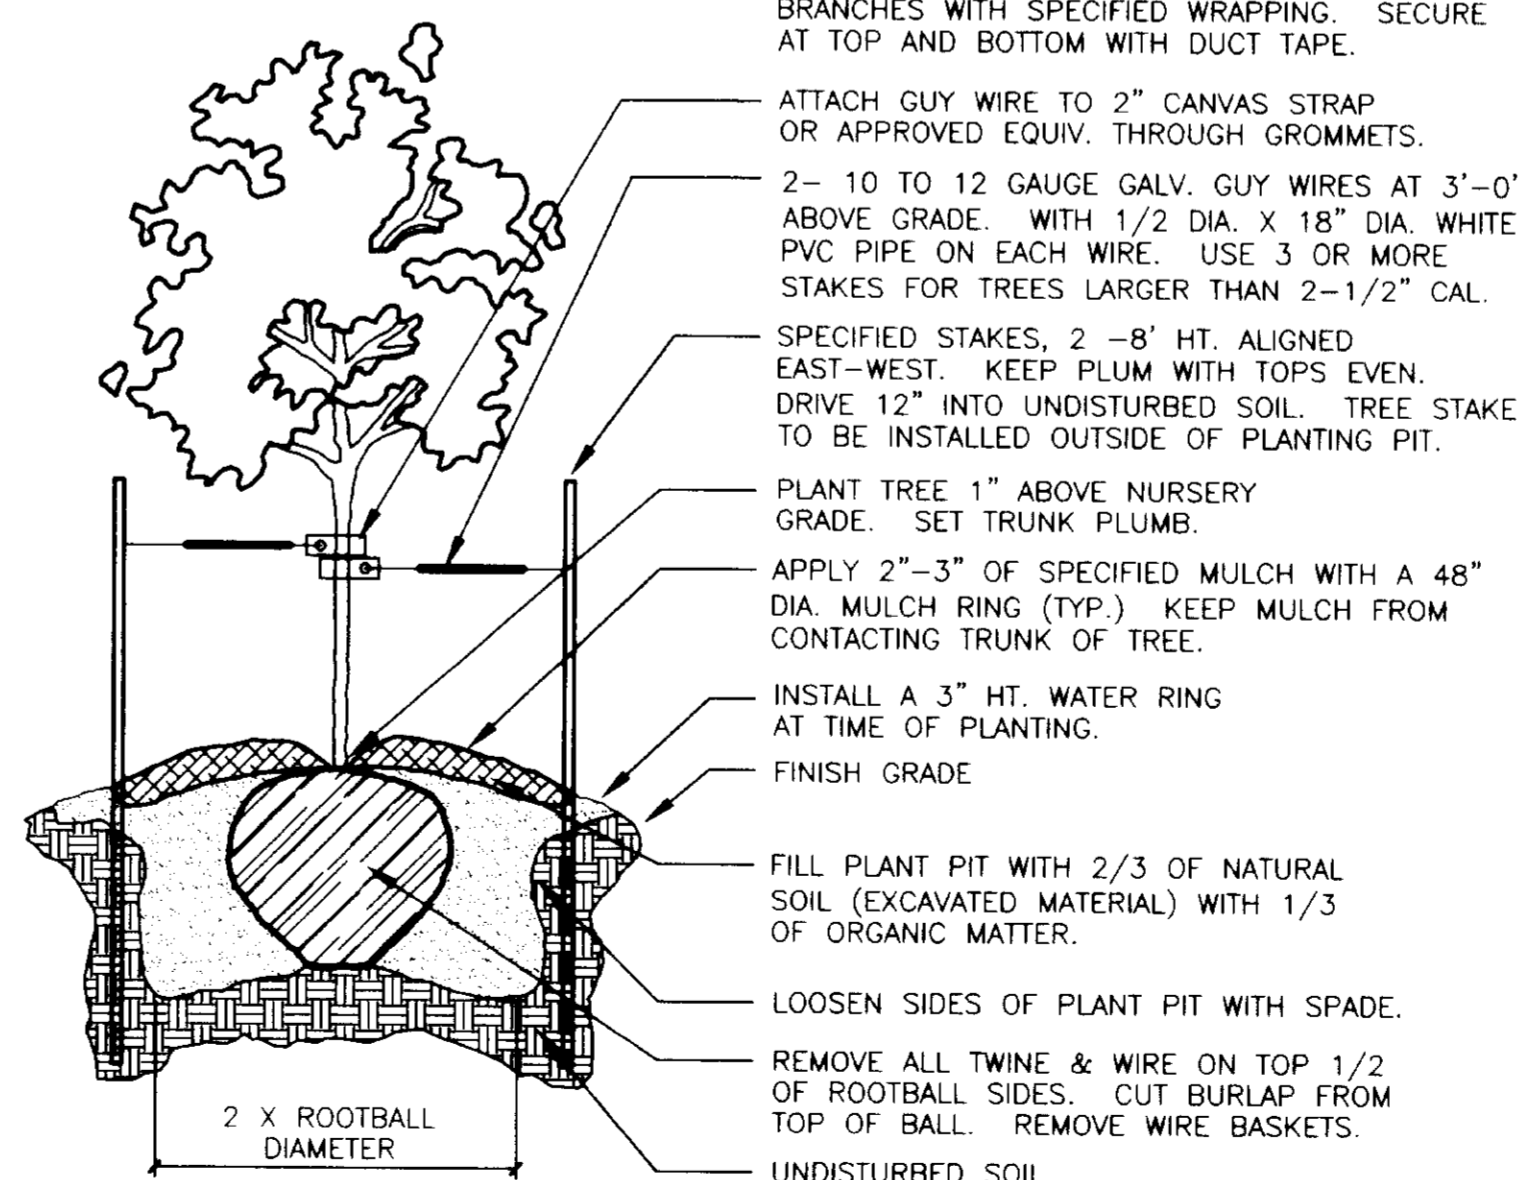 BRANCHES WITH SPECIFIED WRAPPING. SECURE
AT TOP AND BOTTOM WITH DUCT TAPE.
ATTACH GUY WIRE TO 2" CANVAS STRAP
OR APPROVED EQUIV. THROUGH GROMMETS.
2- 10 TO 12 GAUGE GALV. GUY WIRES AT 3'-0'
ABOVE GRADE. WITH 1/2 DIA. X 18" DIA. WHITE
PVC PIPE ON EACH WIRE. USE 3 OR MORE
STAKES FOR TREES LARGER THAN 2-1/2" CAL.
SPECIFIED STAKES, 2 -8' HT. ALIGNED
EAST-WEST. KEEP PLUM WITH TOPS EVEN.
DRIVE 12" INTO UNDISTURBED SOIL. TREE STAKE
TO BE INSTALLED OUTSIDE OF PLANTING PIT.
PLANT TREE 1" ABOVE NURSERY
GRADE. SET TRUNK PLUMB.
APPLY 2"-3" OF SPECIFIED MULCH WITH A 48"
DIA. MULCH RING (TYP.) KEEP MULCH FROM
CONTACTING TRUNK OF TREE.
INSTALL A 3" HT. WATER RING
AT TIME OF PLANTING.
FINISH GRADE
FILL PLANT PIT WITH 2/3 OF NATURAL
SOIL (EXCAVATED MATERIAL) WITH 1/3
OF ORGANIC MATTER.
LOOSEN SIDES OF PLANT PIT WITH SPADE.
REMOVE ALL TWINE & WIRE ON TOP 1/2
OF ROOTBALL SIDES. CUT BURLAP FROM
TOP OF BALL. REMOVE WIRE BASKETS.
UNDISTURBED SOIL
2 X ROOTBALL
DIAMETER